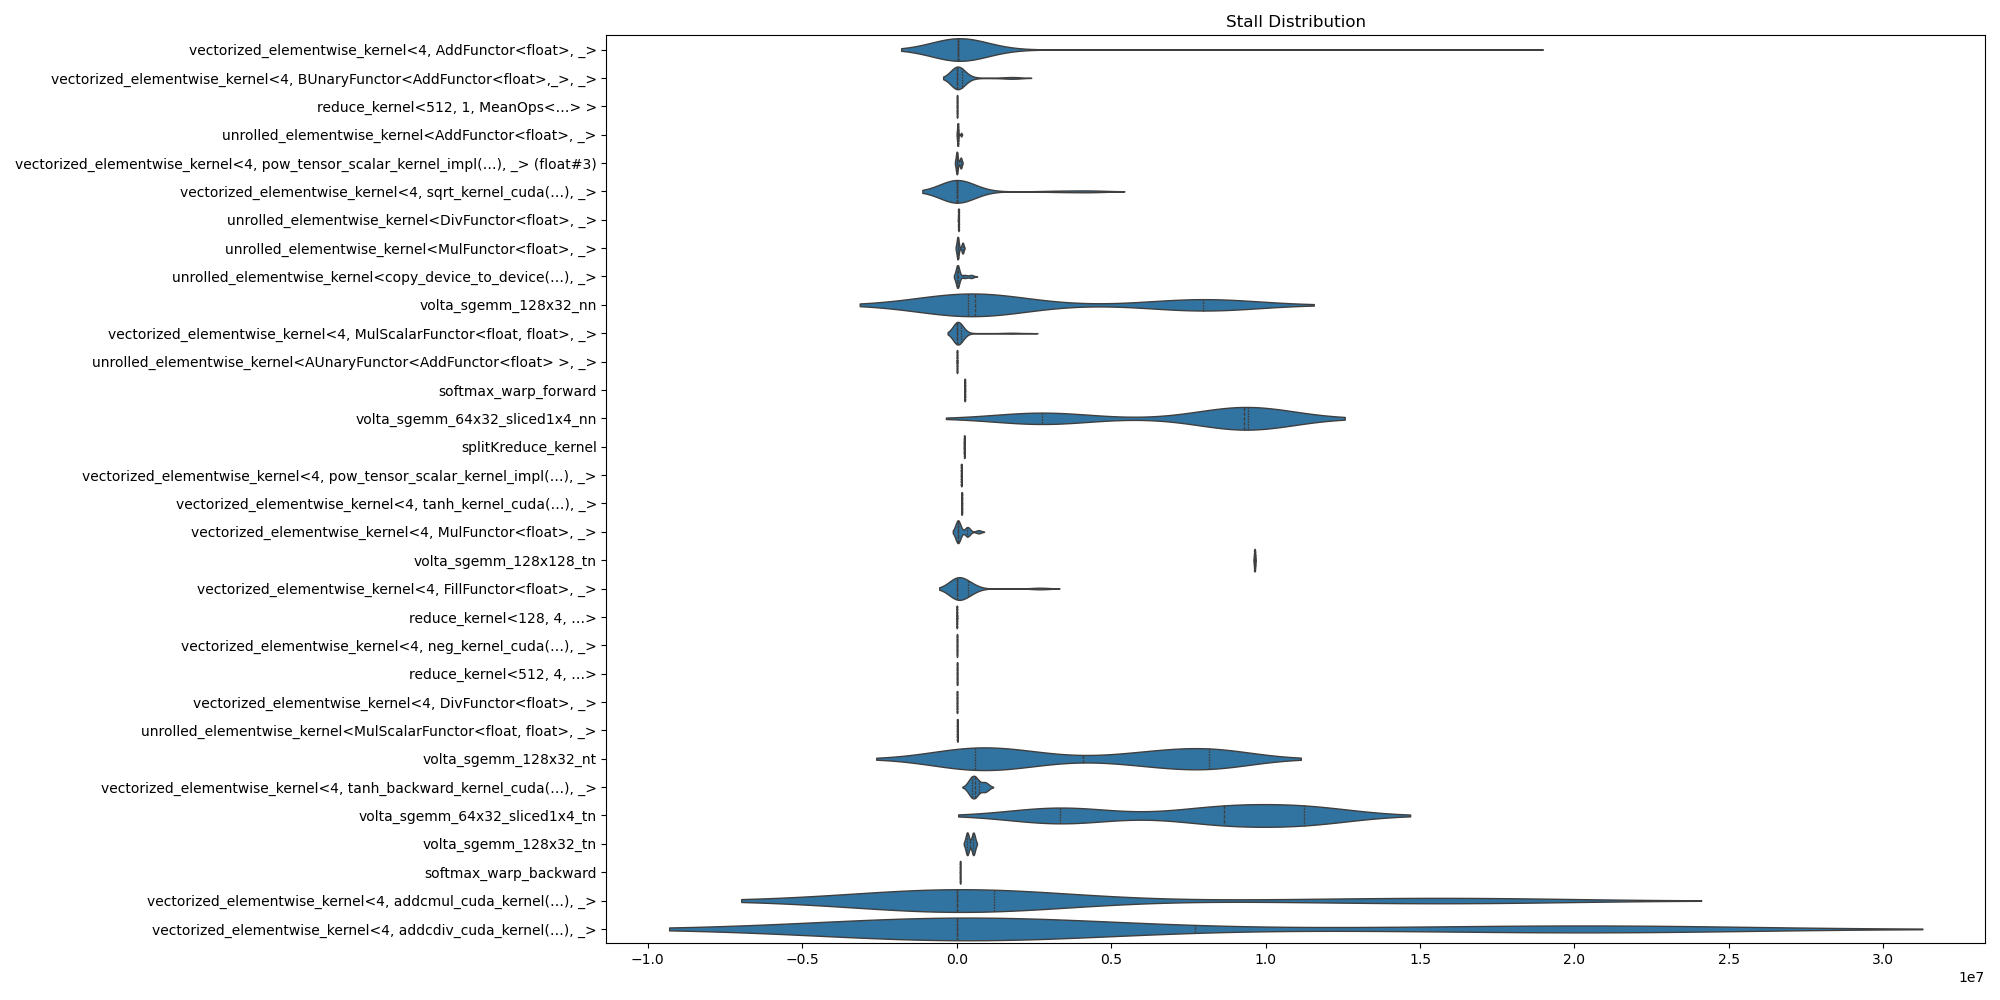 Stall Distribution
vectorized_elementwise_kernel<4, AddFunctor<float>, _>
vectorized_elementwise_kernel<4, BUnaryFunctor<AddFunctor<float>,_>, _>
reduce_kernel<512, 1, MeanOps<...> >
unrolled_elementwise_kernel<AddFunctor<float>, _>
vectorized_elementwise_kernel<4, pow_tensor_scalar_kernel_impl(...), _> (float#3)
vectorized_elementwise_kernel<4, sqrt_kernel_cuda(...), _>
unrolled_elementwise_kernel<DivFunctor<float>, _>
unrolled_elementwise_kernel<MulFunctor<float>, _>
unrolled_elementwise_kernel<copy_device_to_device(...), _>
volta_sgemm_128x32_nn
vectorized_elementwise_kernel<4, MulScalarFunctor<float, float>, _>
unrolled_elementwise_kernel<AUnaryFunctor<AddFunctor<float> >, _>
softmax_warp_forward
volta_sgemm_64x32_sliced1x4_nn
splitKreduce_kernel
vectorized_elementwise_kernel<4, pow_tensor_scalar_kernel_impl(...), _>
vectorized_elementwise_kernel<4, tanh_kernel_cuda(...), _>
vectorized_elementwise_kernel<4, MulFunctor<float>, _>
volta_sgemm_128x128_tn
vectorized_elementwise_kernel<4, FillFunctor<float>, _>
reduce_kernel<128, 4, ...>
vectorized_elementwise_kernel<4, neg_kernel_cuda(...), _>
reduce_kernel<512, 4, ...>
vectorized_elementwise_kernel<4, DivFunctor<float>, _>
unrolled_elementwise_kernel<MulScalarFunctor<float, float>, _>
volta_sgemm_128x32_nt
vectorized_elementwise_kernel<4, tanh_backward_kernel_cuda(...), _>
volta_sgemm_64x32_sliced1x4_tn
volta_sgemm_128x32_tn
softmax_warp_backward
vectorized_elementwise_kernel<4, addcmul_cuda_kernel(...), _>
vectorized_elementwise_kernel<4, addcdiv_cuda_kernel(...), _>
−1.0 −0.5 0.0 0.5 1.0 1.5 2.0 2.5 3.0
1e7